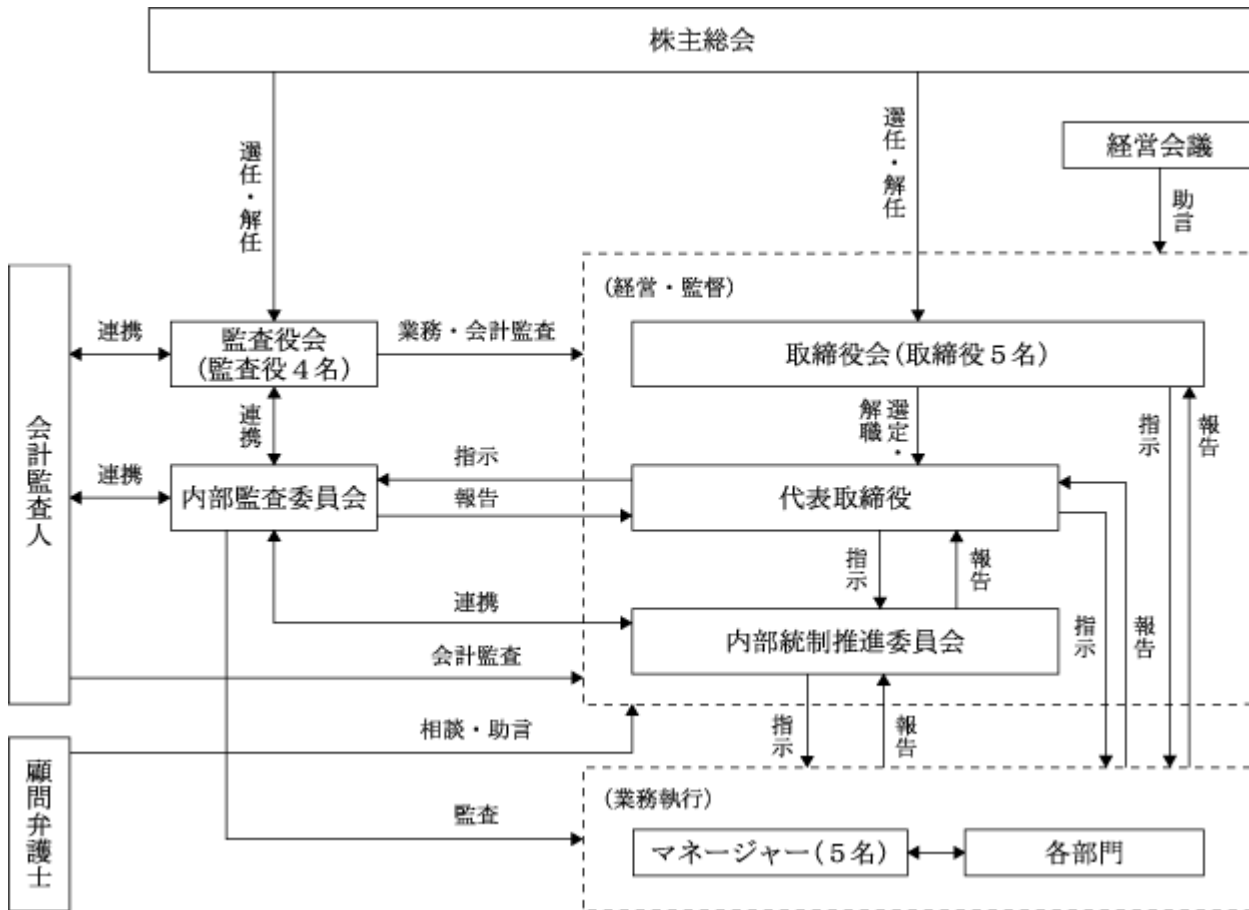 株主総会
選任・解任
選任・解任
経営会議
助言
(経営・監督)
連携
監査役会
(監査役4名)
業務・会計監査
取締役会(取締役5名)
会計監査人
連携
選定・
解職
指示
報告
連携
内部監査委員会
指示
報告
代表取締役
指示
報告
連携
内部統制推進委員会
指示
報告
会計監査
相談・助言
指示
報告
顧問弁護士
監査
(業務執行)
マネージャー(5名)
各部門